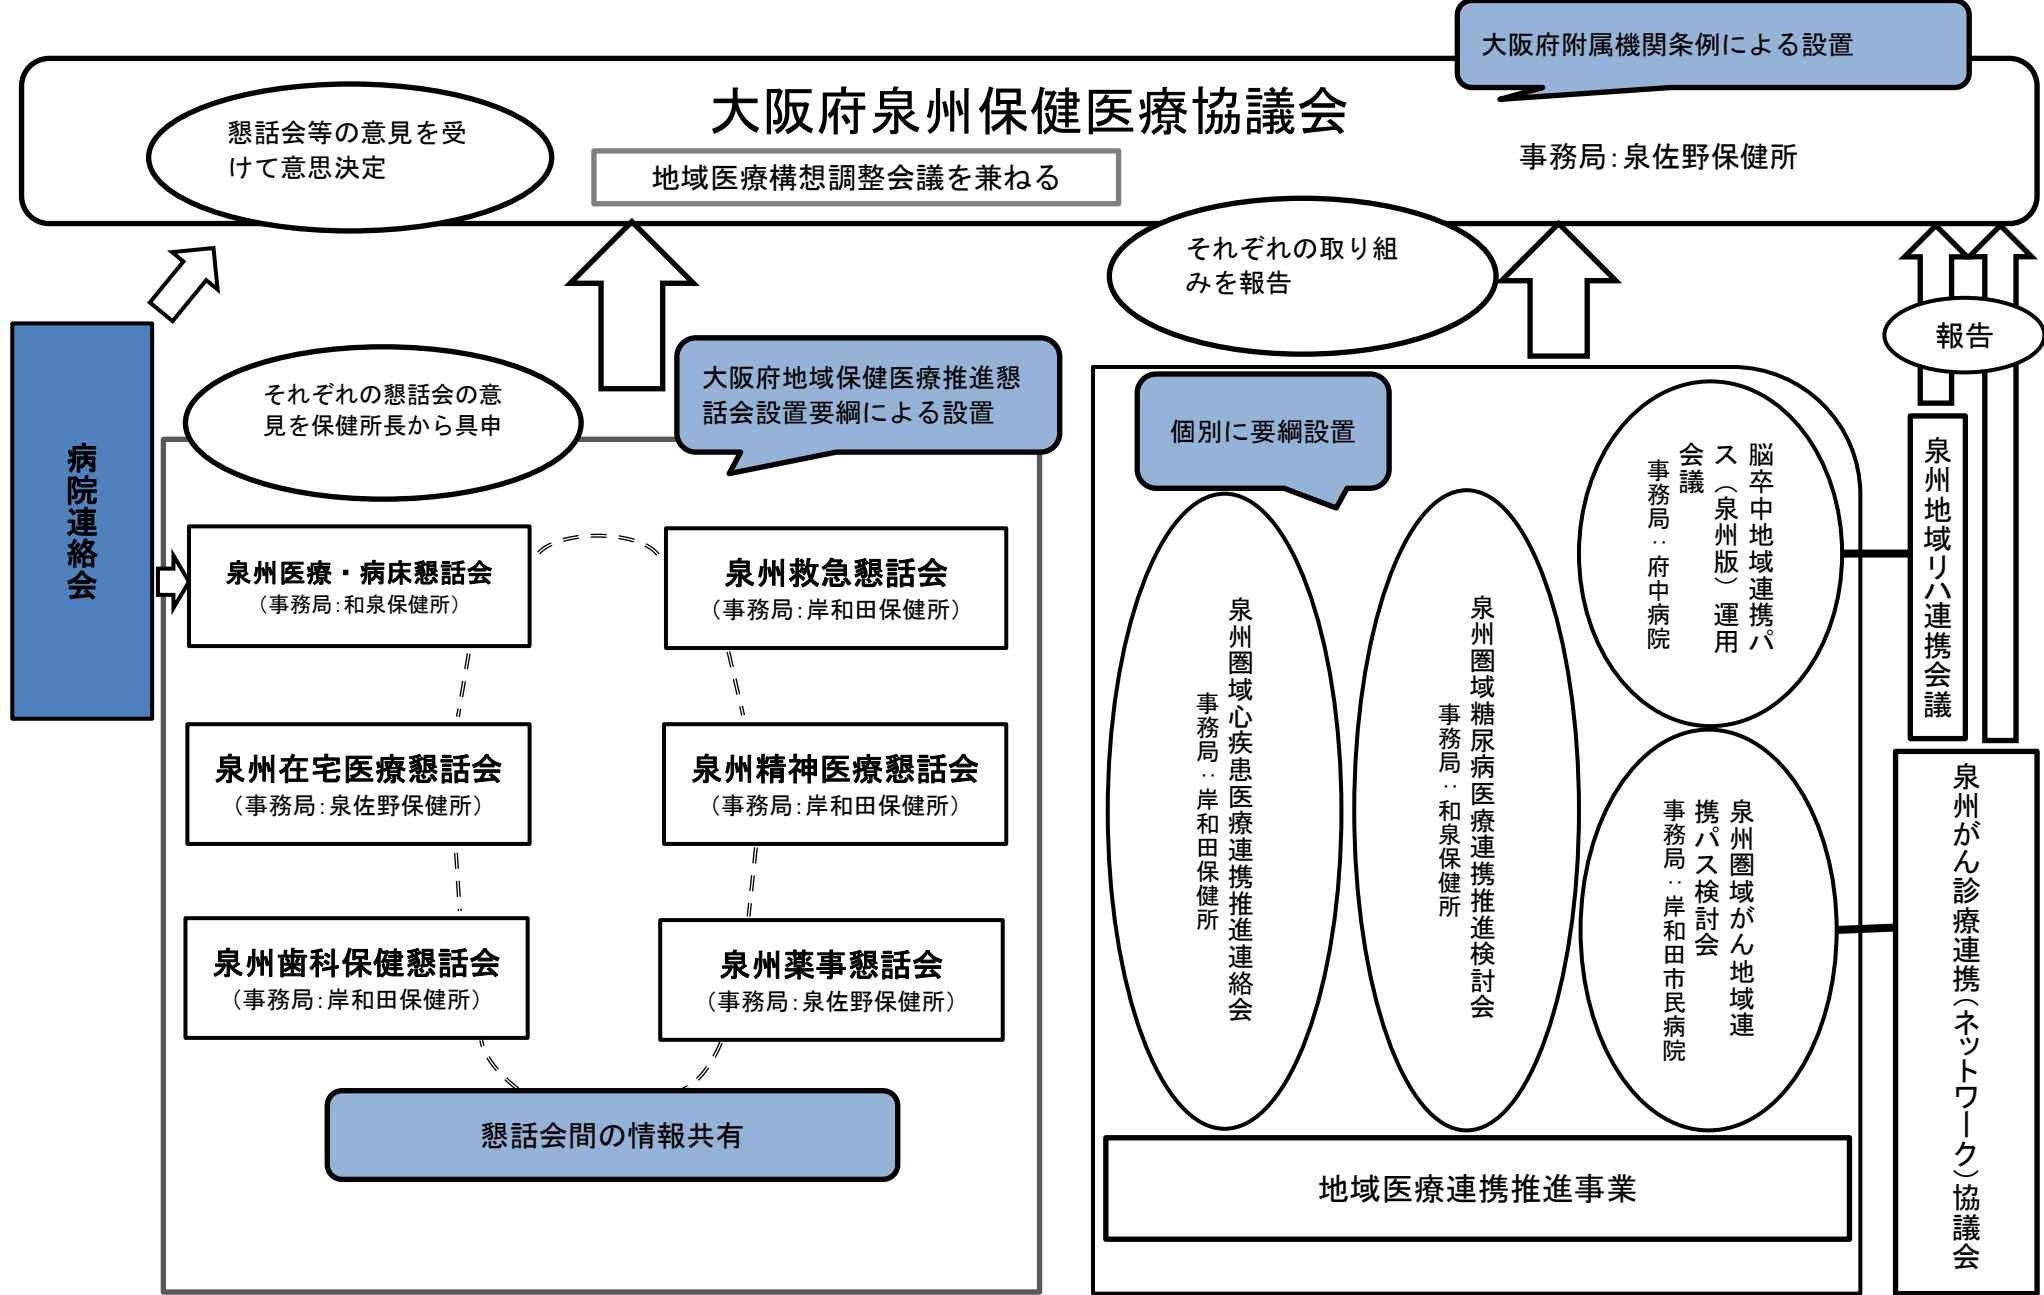 大阪府附属機関条例による設置
大阪府泉州保健医療協議会
懇話会等の意見を受
けて意思決定
地域医療構想調整会議を兼ねる
事務局：泉佐野保健所
それぞれの取り組
みを報告
報告
病院連絡会
それぞれの懇話会の意
見を保健所長から具申
大阪府地域保健医療推進懇
話会設置要綱による設置
泉州医療・病床懇話会
（事務局：和泉保健所）
泉州救急懇話会
（事務局：岸和田保健所）
泉州在宅医療懇話会
（事務局：泉佐野保健所）
泉州精神医療懇話会
（事務局：岸和田保健所）
泉州歯科保健懇話会
（事務局：岸和田保健所）
泉州薬事懇話会
（事務局：泉佐野保健所）
懇話会間の情報共有
個別に要綱設置
泉州圏域心疾患医療連携推進連絡会
事務局：岸和田保健所
泉州圏域糖尿病医療連携推進検討会
事務局：和泉保健所
脳卒中地域連携パ
ス（泉州版）運用
会議
事務局：府中病院
泉州圏域がん地域連
携パス検討会
事務局：岸和田市民病院
地域医療連携推進事業
泉州地域リハ連携会議
泉州がん診療連携（ネットワーク）協議会